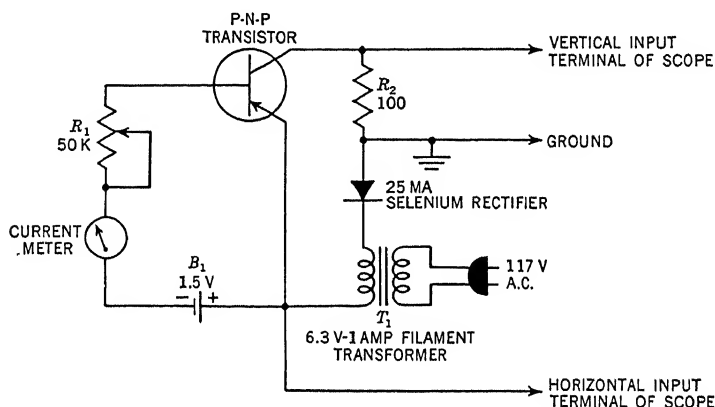 P-N-P
TRANSISTOR
VERTICAL INPUT
TERMINAL OF SCOPE
R1
50 K
R2
100
GROUND
25 MA
SELENIUM RECTIFIER
CURRENT
METER
B1
1.5 V
− +
117 V
A.C.
T1
6.3 V-1 AMP FILAMENT
TRANSFORMER
HORIZONTAL INPUT
TERMINAL OF SCOPE